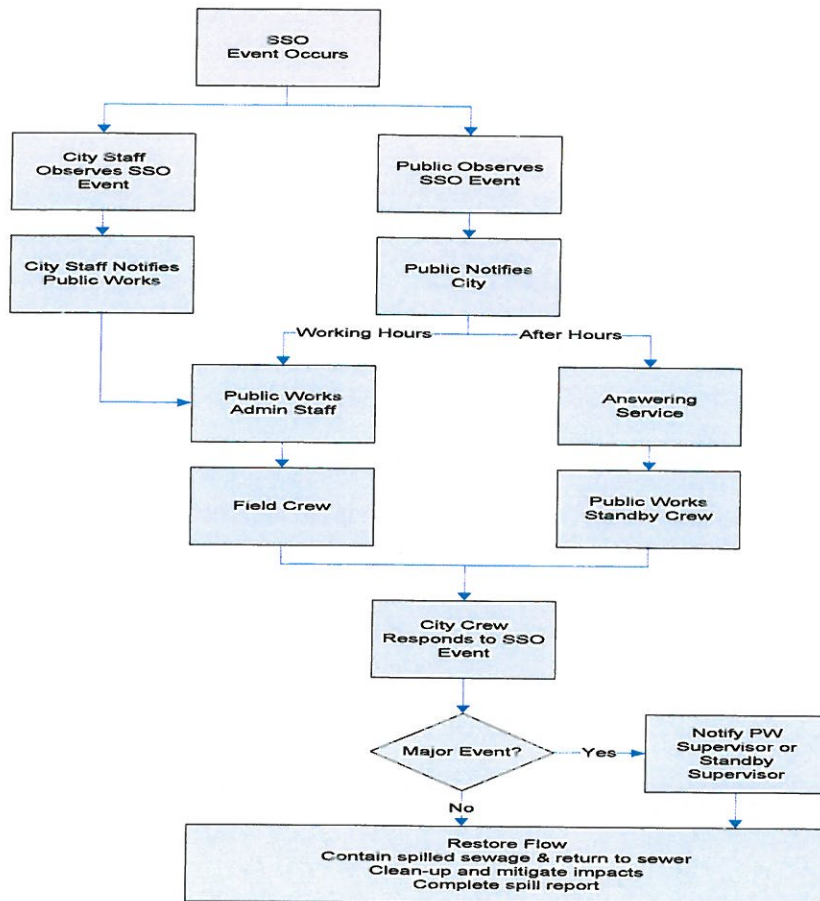 SSO
Event Occurs
City Staff
Observes SSO
Event
Public Observes
SSO Event
City Staff Notifies
Public Works
Public Notifies
City
Working Hours
After Hours
Public Works
Admin Staff
Answering
Service
Field Crew
Public Works
Standby Crew
City Crew
Responds to SSO
Event
Major Event?
Yes
Notify PW
Supervisor or
Standby
Supervisor
No
Restore Flow
Contain spilled sewage & return to sewer
Clean-up and mitigate impacts
Complete spill report